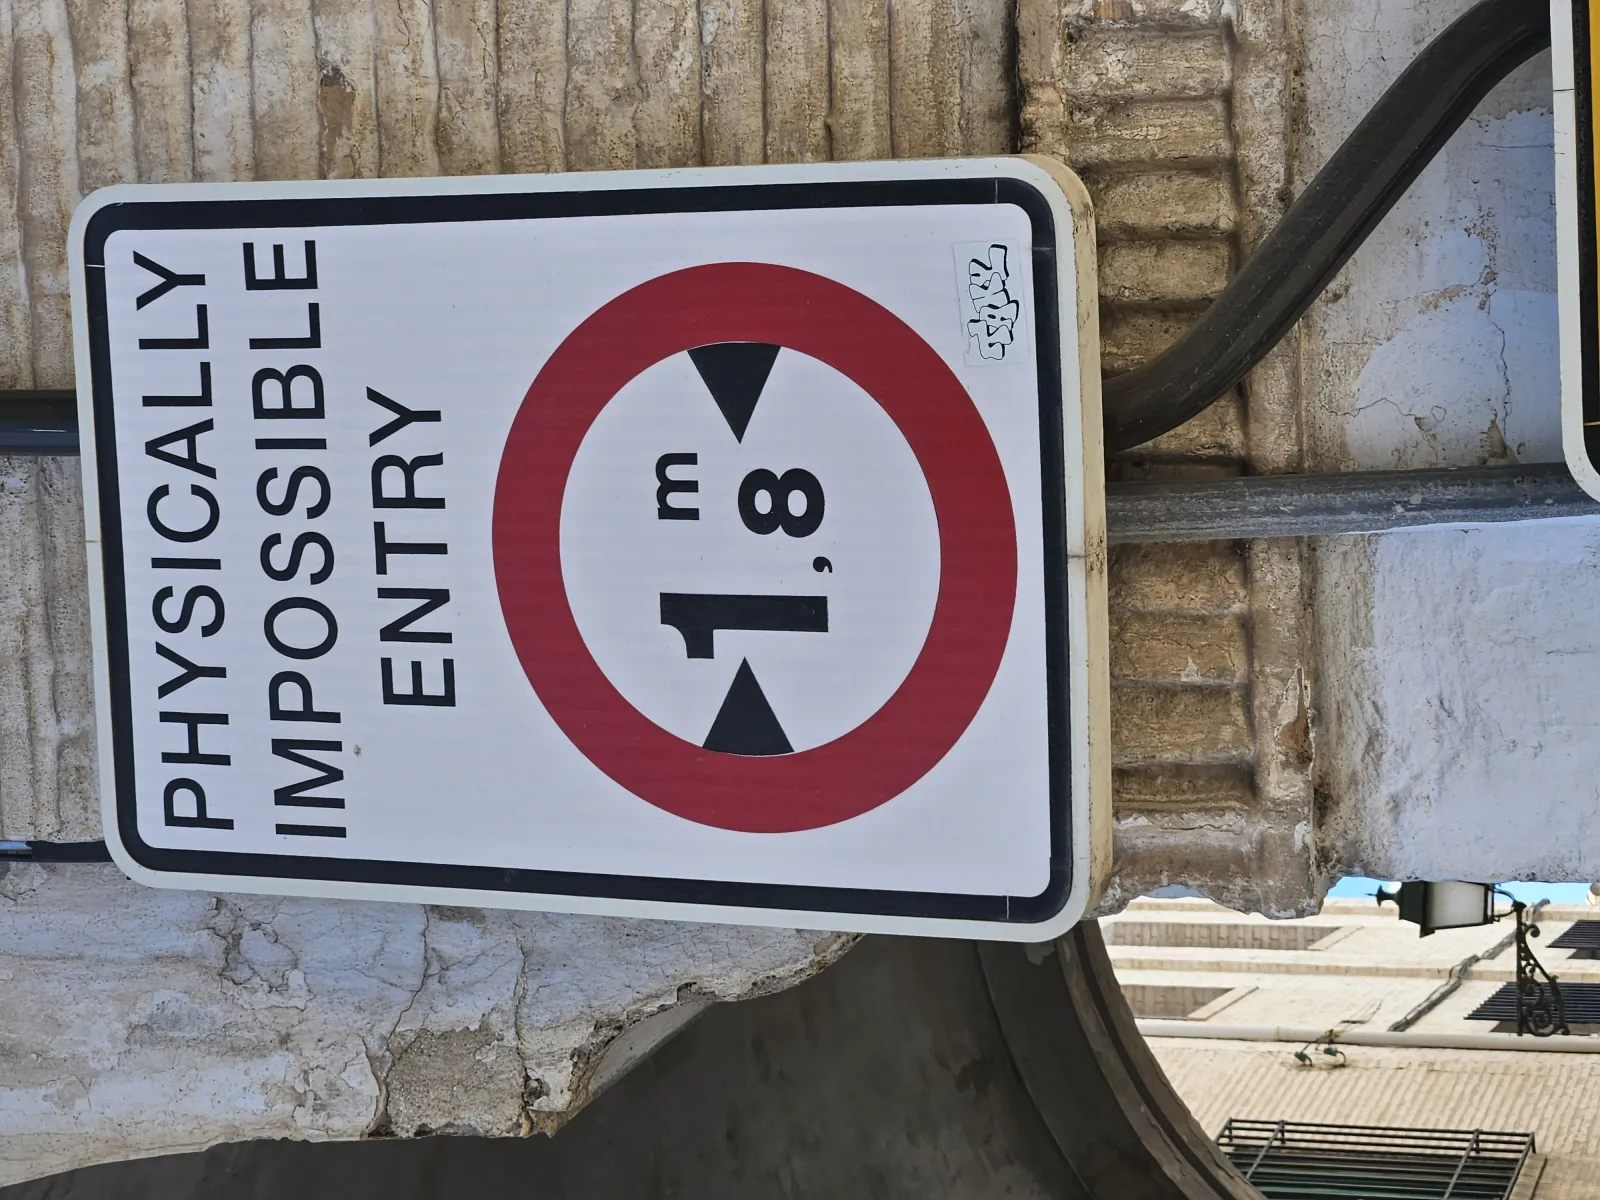 PHYSICALLY
IMPOSSIBLE
ENTRY
m
1,8